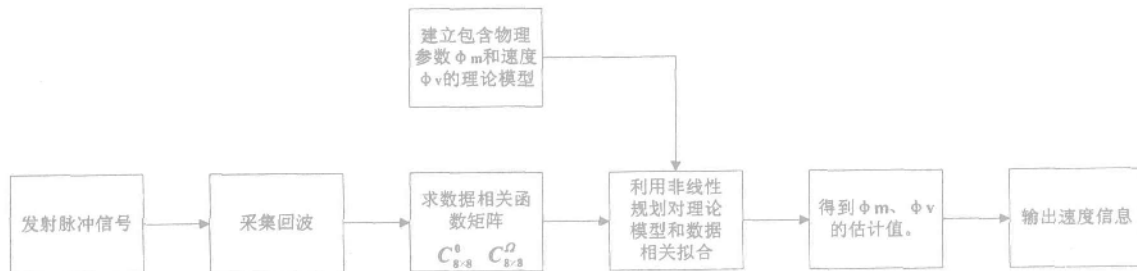 建立包含物理
参数φm和速度
φv的理论模型
发射脉冲信号
采集回波
求数据相关函
数矩阵
C⁰₈ₓ₈ C^Ω₈ₓ₈
利用非线性
规划对理论
模型和数据
相关拟合
得到φm、φv
的估计值。
输出速度信息